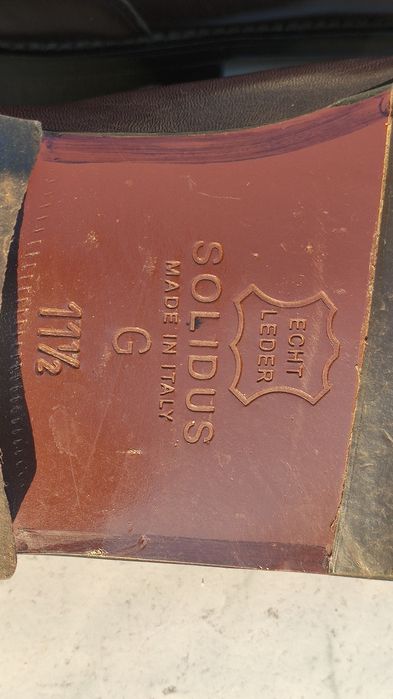 ECHT
LEDER
SOLIDUS
MADE IN ITALY
G
11½